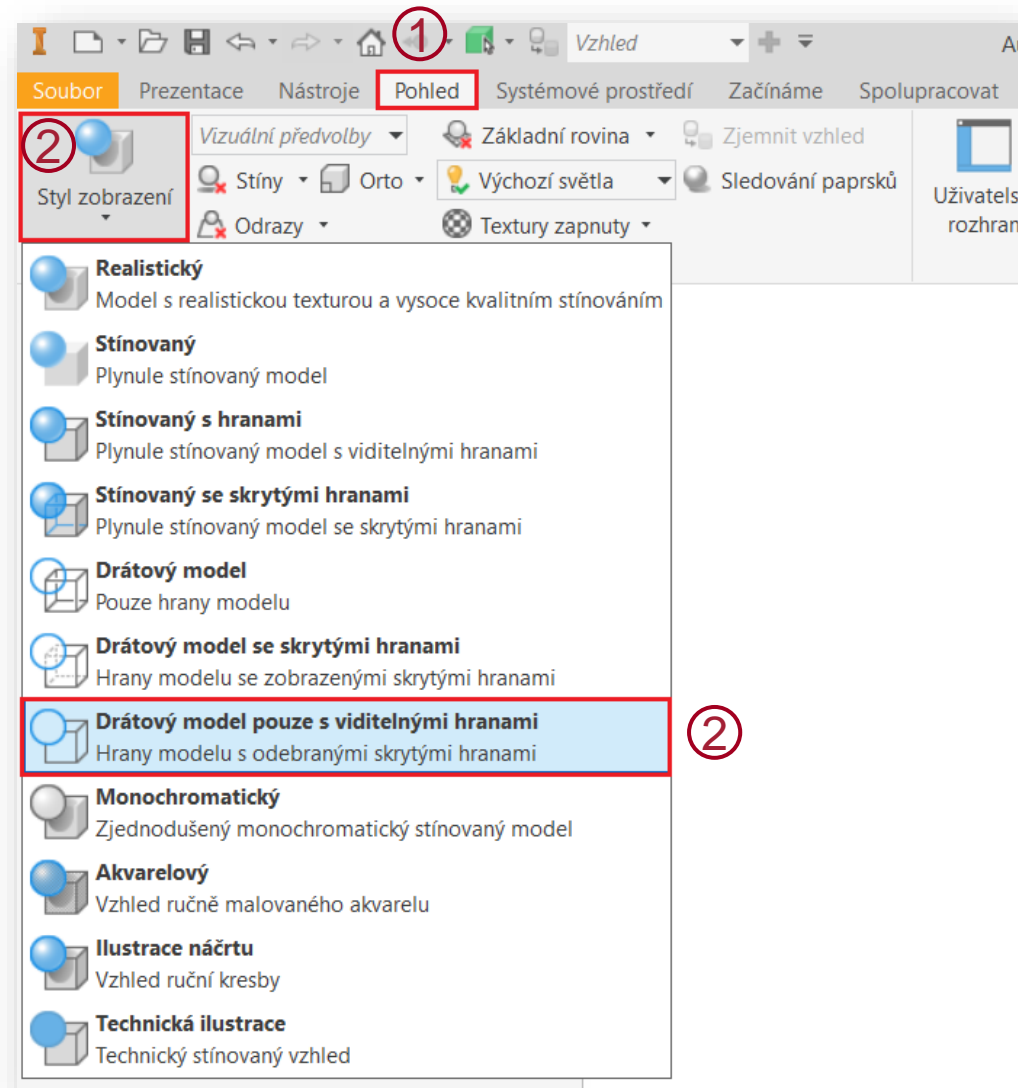 ①
Vzhled
Au
Soubor Prezentace Nástroje Pohled Systémové prostředí Začínáme Spolupracovat
②
Styl zobrazení
Vizuální předvolby
Základní rovina
Zjemnit vzhled
Stíny
Orto
Výchozí světla
Sledování paprsků
Odrazy
Textury zapnuty
Uživatels
rozhran
Realistický
Model s realistickou texturou a vysoce kvalitním stínováním
Stínovaný
Plynule stínovaný model
Stínovaný s hranami
Plynule stínovaný model s viditelnými hranami
Stínovaný se skrytými hranami
Plynule stínovaný model se skrytými hranami
Drátový model
Pouze hrany modelu
Drátový model se skrytými hranami
Hrany modelu se zobrazenými skrytými hranami
Drátový model pouze s viditelnými hranami
Hrany modelu s odebranými skrytými hranami
②
Monochromatický
Zjednodušený monochromatický stínovaný model
Akvarelový
Vzhled ručně malovaného akvarelu
Ilustrace náčrtu
Vzhled ruční kresby
Technická ilustrace
Technický stínovaný vzhled